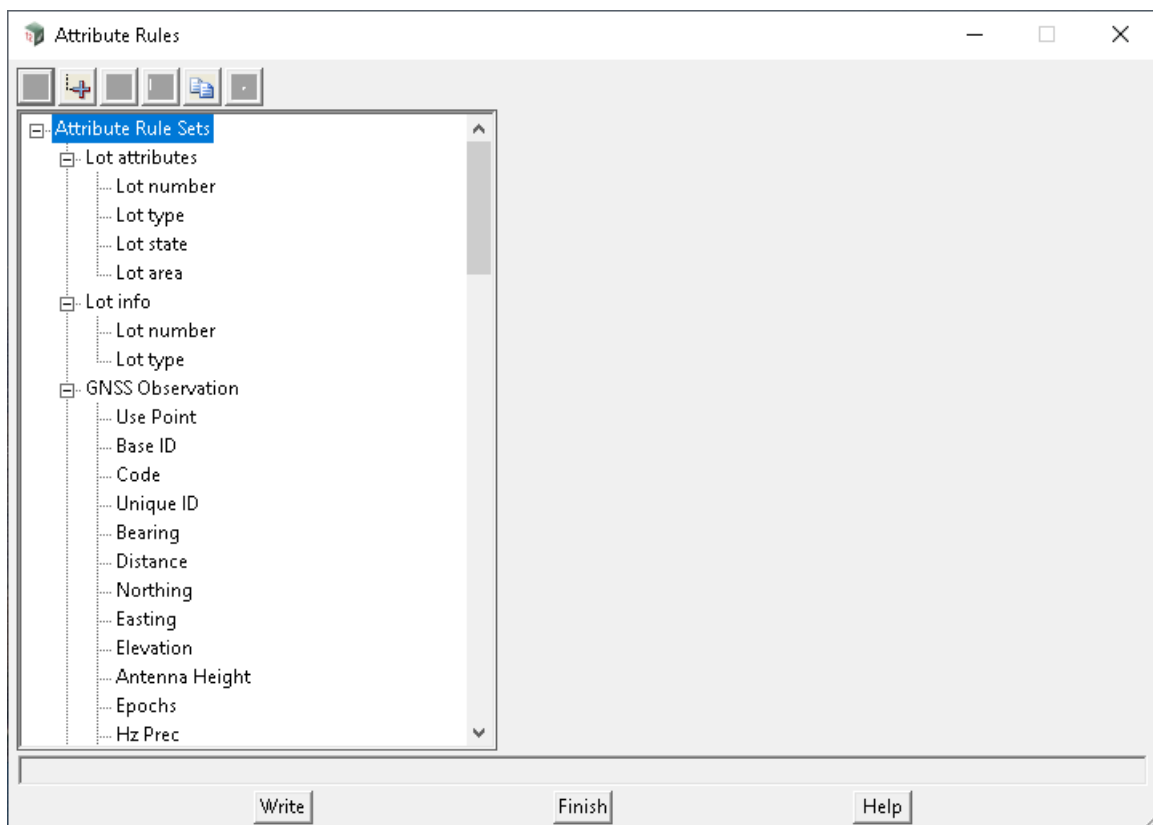 Attribute Rules
Attribute Rule Sets
Lot attributes
Lot number
Lot type
Lot state
Lot area
Lot info
Lot number
Lot type
GNSS Observation
Use Point
Base ID
Code
Unique ID
Bearing
Distance
Northing
Easting
Elevation
Antenna Height
Epochs
Hz Prec
Write Finish Help